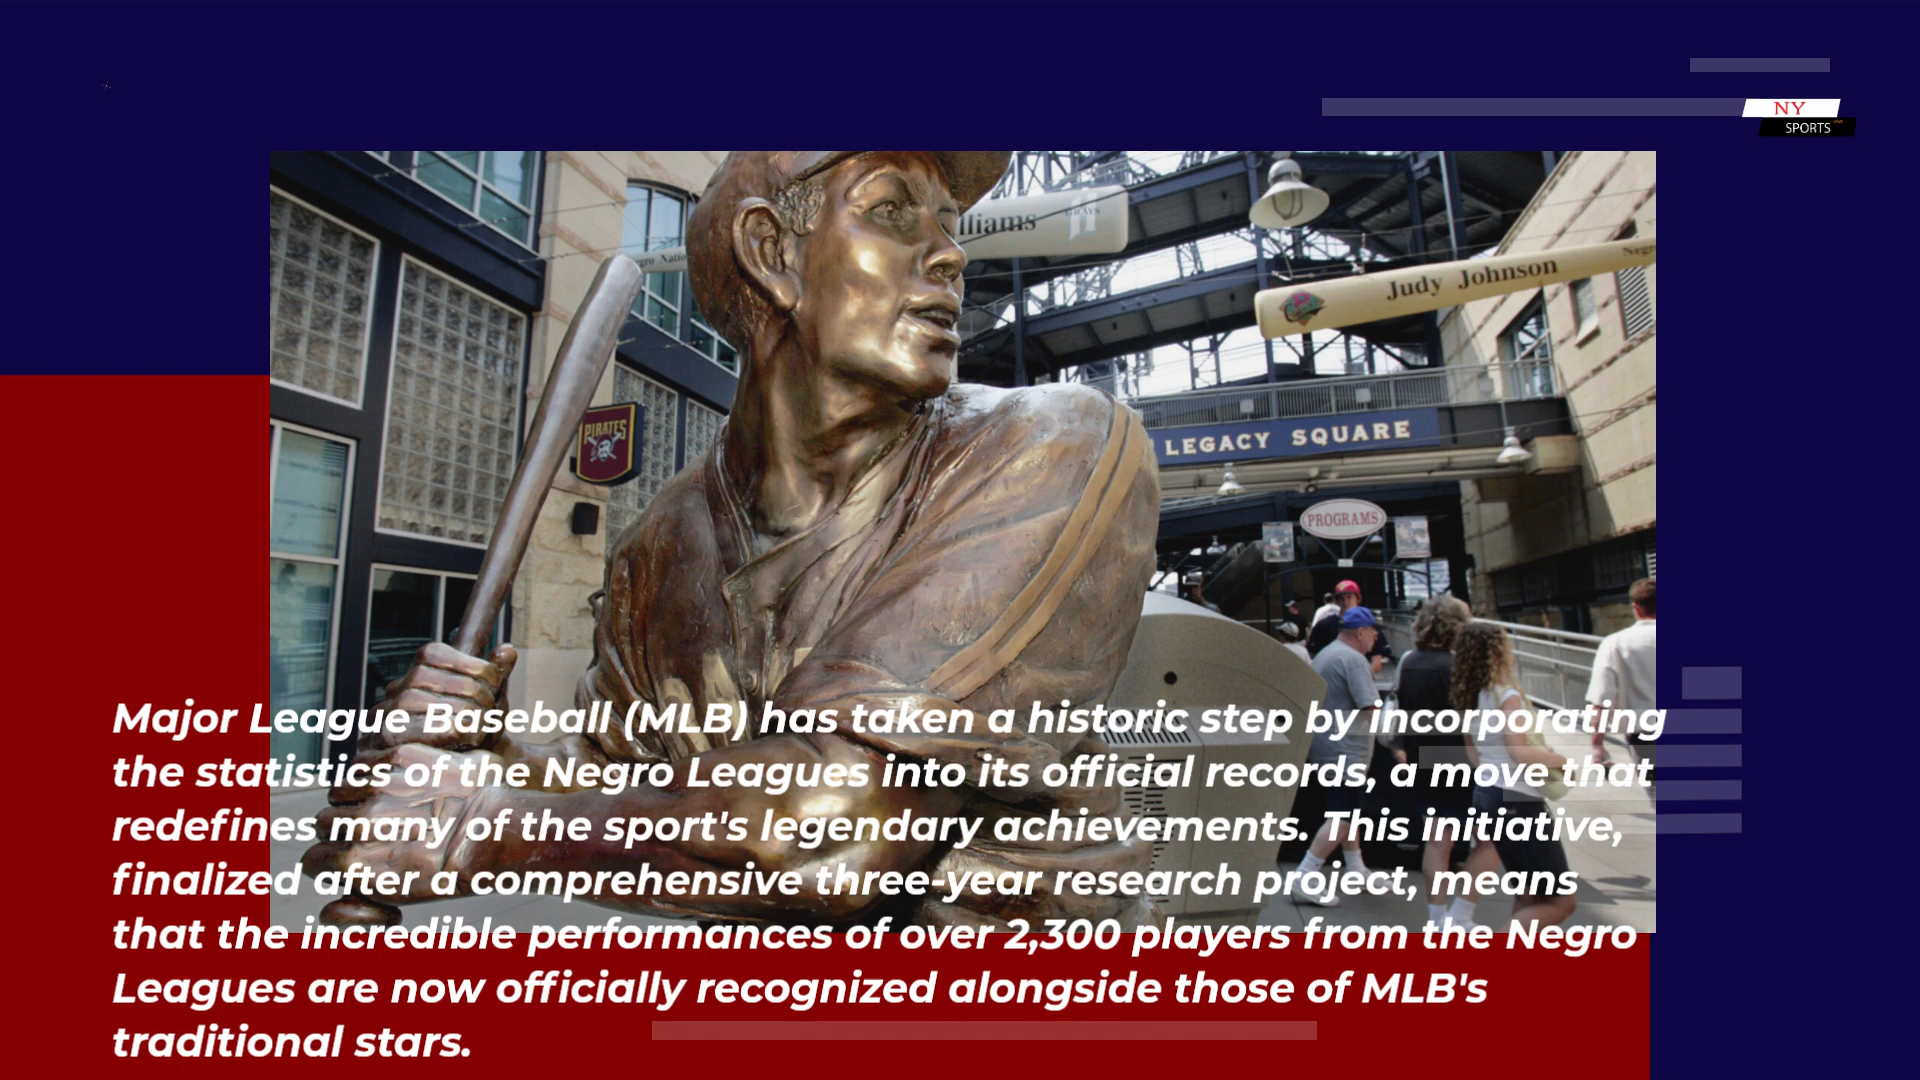 NY
SPORTS
lliams
GRAYS
Judy Johnson
PIRATES
LEGACY SQUARE
PROGRAMS
Major League Baseball (MLB) has taken a historic step by incorporating
the statistics of the Negro Leagues into its official records, a move that
redefines many of the sport's legendary achievements. This initiative,
finalized after a comprehensive three-year research project, means
that the incredible performances of over 2,300 players from the Negro
Leagues are now officially recognized alongside those of MLB's
traditional stars.